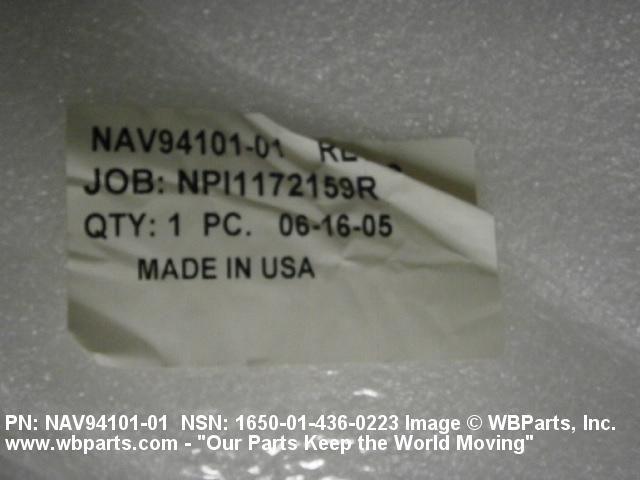 NAV94101-01
JOB: NPI1172159R
QTY: 1 PC. 06-16-05
MADE IN USA
PN: NAV94101-01 NSN: 1650-01-436-0223 Image © WBParts, Inc.
www.wbparts.com - "Our Parts Keep the World Moving"